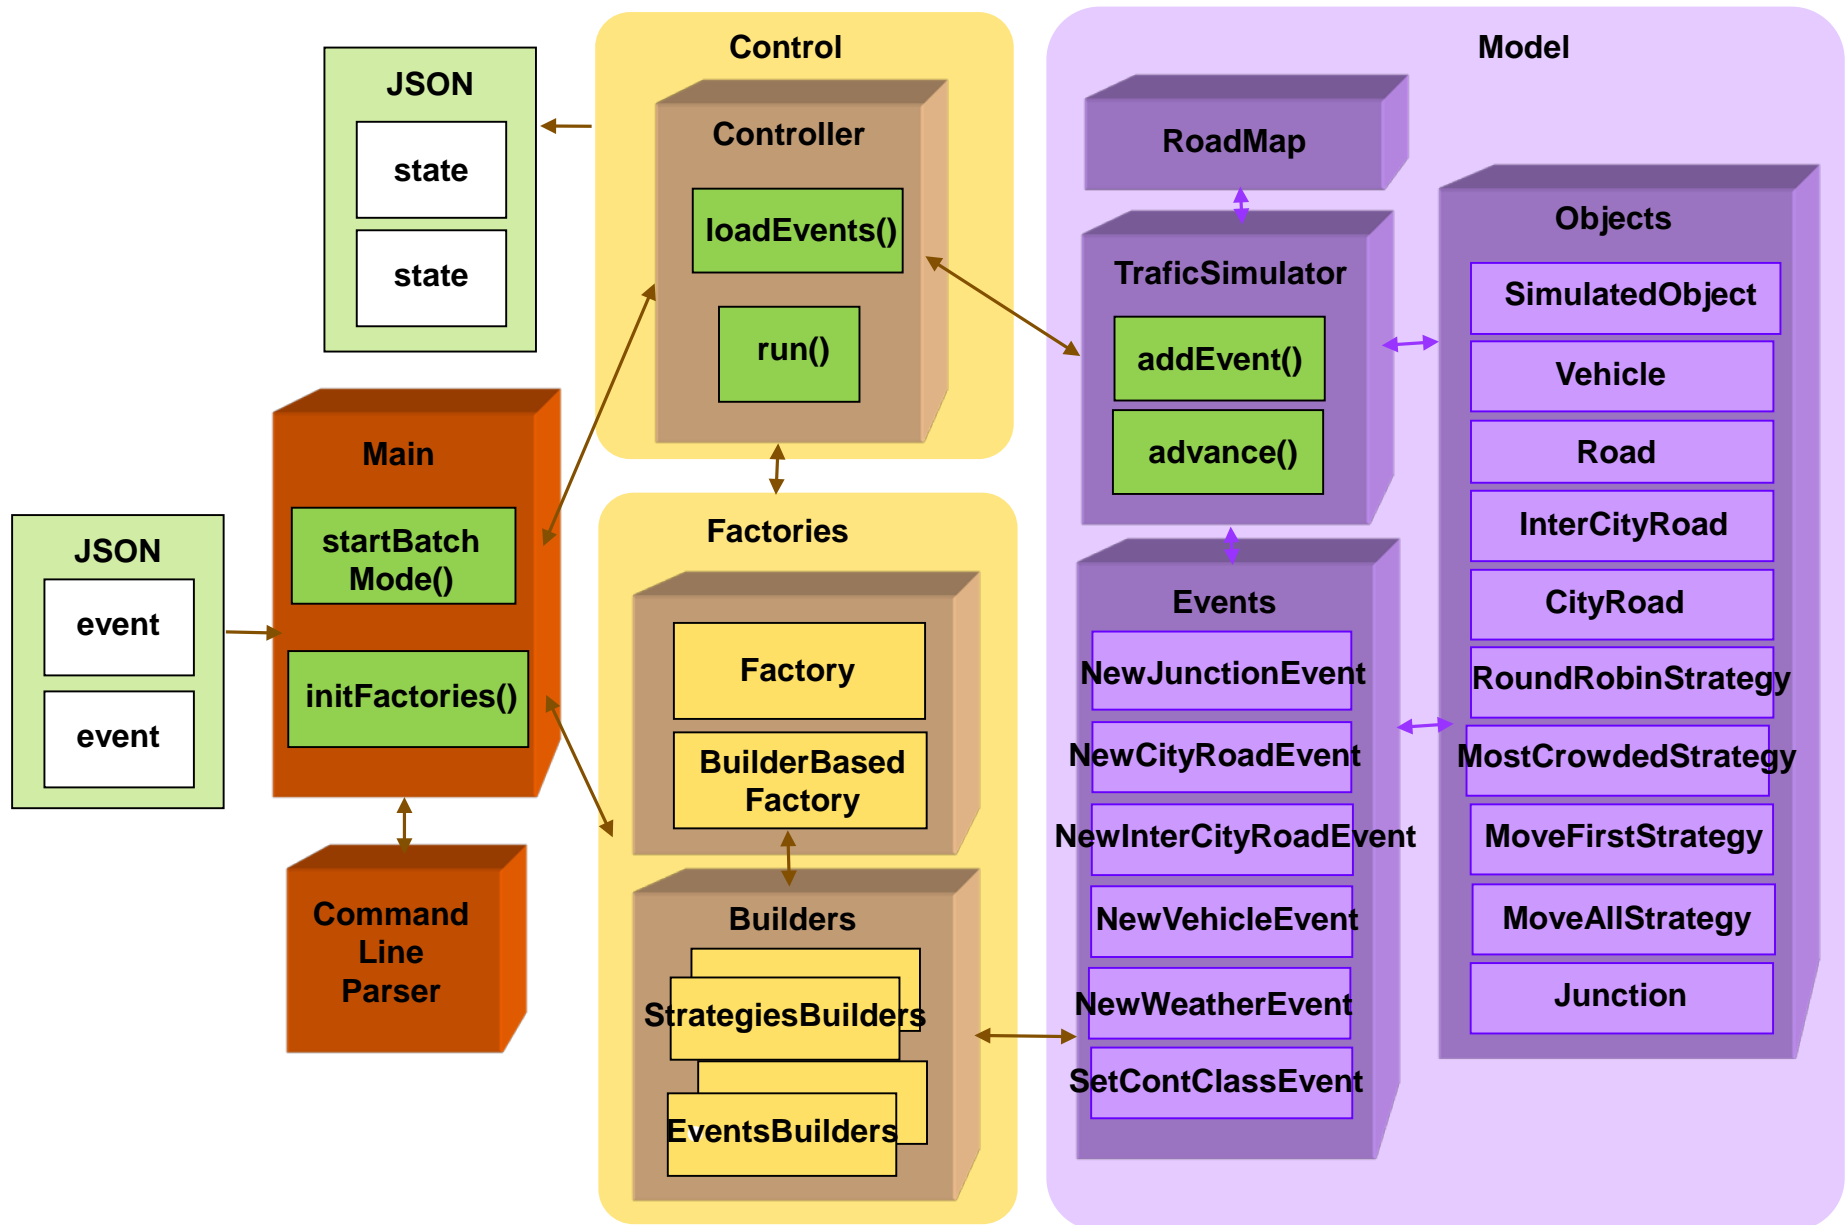 JSON
state
state
Control
Controller
loadEvents()
run()
Model
RoadMap
TraficSimulator
addEvent()
advance()
Objects
SimulatedObject
Vehicle
Road
InterCityRoad
CityRoad
RoundRobinStrategy
MostCrowdedStrategy
MoveFirstStrategy
MoveAllStrategy
Junction
Main
startBatch
Mode()
initFactories()
JSON
event
event
Command
Line
Parser
Factories
Factory
BuilderBased
Factory
Builders
StrategiesBuilders
EventsBuilders
Events
NewJunctionEvent
NewCityRoadEvent
NewInterCityRoadEvent
NewVehicleEvent
NewWeatherEvent
SetContClassEvent